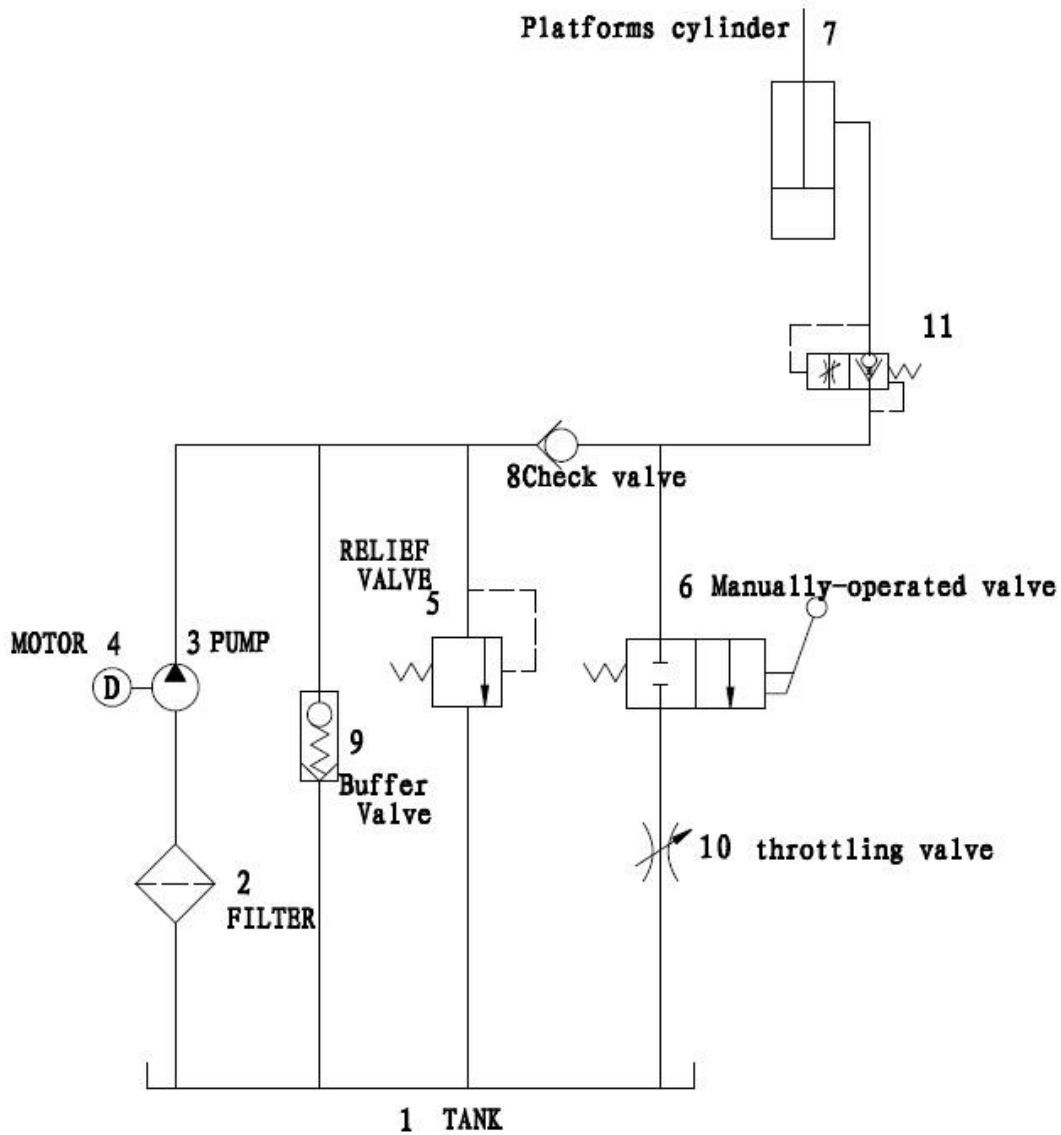 Platforms cylinder 7
11
8Check valve
RELIEF
VALVE
5
6 Manually-operated valve
MOTOR 4
3 PUMP
D
9
Buffer
Valve
10 throttling valve
2
FILTER
1 TANK